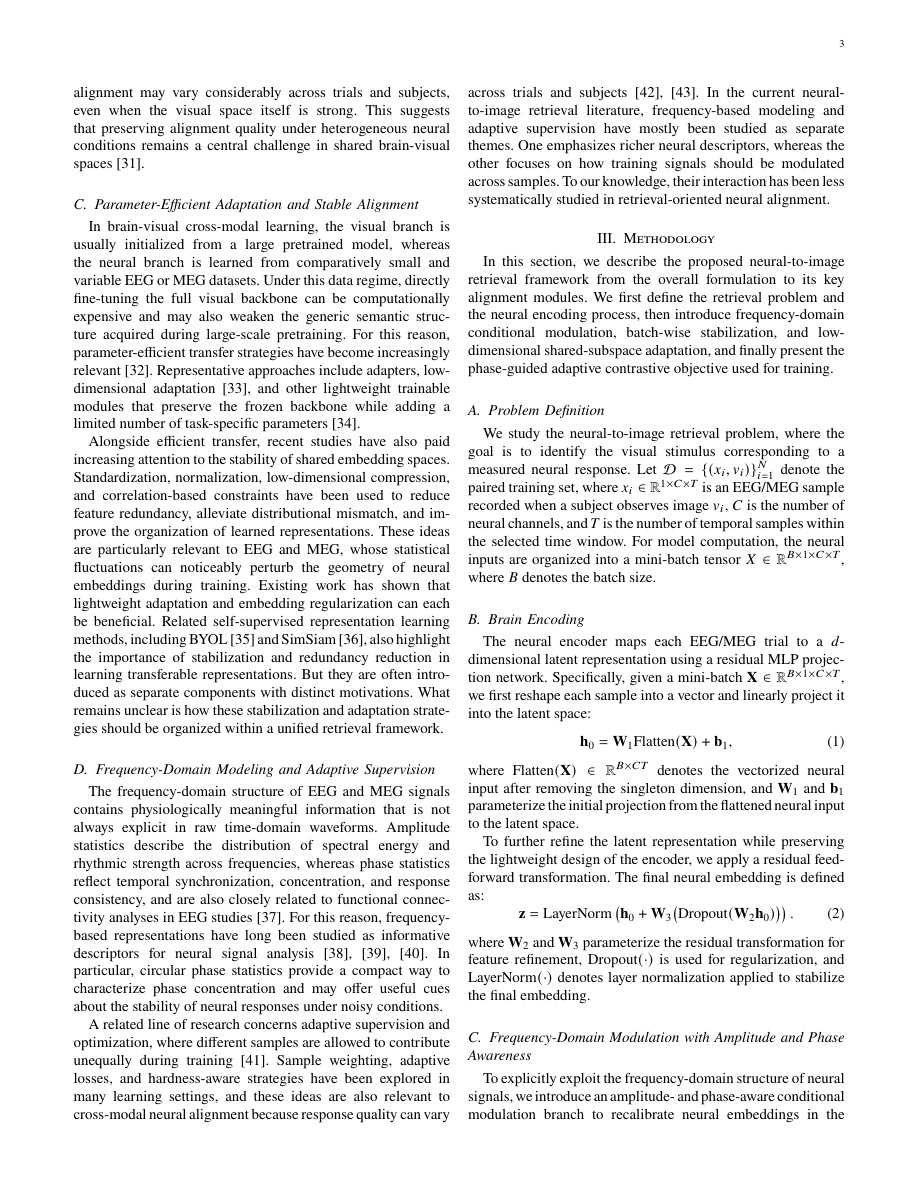 3
alignment may vary considerably across trials and subjects,
even when the visual space itself is strong. This suggests
that preserving alignment quality under heterogeneous neural
conditions remains a central challenge in shared brain-visual
spaces [31].
C. Parameter-Efficient Adaptation and Stable Alignment
In brain-visual cross-modal learning, the visual branch is
usually initialized from a large pretrained model, whereas
the neural branch is learned from comparatively small and
variable EEG or MEG datasets. Under this data regime, directly
fine-tuning the full visual backbone can be computationally
expensive and may also weaken the generic semantic struc-
ture acquired during large-scale pretraining. For this reason,
parameter-efficient transfer strategies have become increasingly
relevant [32]. Representative approaches include adapters, low-
dimensional adaptation [33], and other lightweight trainable
modules that preserve the frozen backbone while adding a
limited number of task-specific parameters [34].
Alongside efficient transfer, recent studies have also paid
increasing attention to the stability of shared embedding spaces.
Standardization, normalization, low-dimensional compression,
and correlation-based constraints have been used to reduce
feature redundancy, alleviate distributional mismatch, and im-
prove the organization of learned representations. These ideas
are particularly relevant to EEG and MEG, whose statistical
fluctuations can noticeably perturb the geometry of neural
embeddings during training. Existing work has shown that
lightweight adaptation and embedding regularization can each
be beneficial. Related self-supervised representation learning
methods, including BYOL [35] and SimSiam [36], also highlight
the importance of stabilization and redundancy reduction in
learning transferable representations. But they are often intro-
duced as separate components with distinct motivations. What
remains unclear is how these stabilization and adaptation strate-
gies should be organized within a unified retrieval framework.
D. Frequency-Domain Modeling and Adaptive Supervision
The frequency-domain structure of EEG and MEG signals
contains physiologically meaningful information that is not
always explicit in raw time-domain waveforms. Amplitude
statistics describe the distribution of spectral energy and
rhythmic strength across frequencies, whereas phase statistics
reflect temporal synchronization, concentration, and response
consistency, and are also closely related to functional connec-
tivity analyses in EEG studies [37]. For this reason, frequency-
based representations have long been studied as informative
descriptors for neural signal analysis [38], [39], [40]. In
particular, circular phase statistics provide a compact way to
characterize phase concentration and may offer useful cues
about the stability of neural responses under noisy conditions.
A related line of research concerns adaptive supervision and
optimization, where different samples are allowed to contribute
unequally during training [41]. Sample weighting, adaptive
losses, and hardness-aware strategies have been explored in
many learning settings, and these ideas are also relevant to
cross-modal neural alignment because response quality can vary
across trials and subjects [42], [43]. In the current neural-
to-image retrieval literature, frequency-based modeling and
adaptive supervision have mostly been studied as separate
themes. One emphasizes richer neural descriptors, whereas the
other focuses on how training signals should be modulated
across samples. To our knowledge, their interaction has been less
systematically studied in retrieval-oriented neural alignment.
III. Methodology
In this section, we describe the proposed neural-to-image
retrieval framework from the overall formulation to its key
alignment modules. We first define the retrieval problem and
the neural encoding process, then introduce frequency-domain
conditional modulation, batch-wise stabilization, and low-
dimensional shared-subspace adaptation, and finally present the
phase-guided adaptive contrastive objective used for training.
A. Problem Definition
We study the neural-to-image retrieval problem, where the
goal is to identify the visual stimulus corresponding to a
measured neural response. Let 𝒟 = {(x_i, v_i)}_{i=1}^N denote the
paired training set, where x_i ∈ ℝ^{1×C×T} is an EEG/MEG sample
recorded when a subject observes image v_i, C is the number of
neural channels, and T is the number of temporal samples within
the selected time window. For model computation, the neural
inputs are organized into a mini-batch tensor X ∈ ℝ^{B×1×C×T},
where B denotes the batch size.
B. Brain Encoding
The neural encoder maps each EEG/MEG trial to a d-
dimensional latent representation using a residual MLP projec-
tion network. Specifically, given a mini-batch X ∈ ℝ^{B×1×C×T},
we first reshape each sample into a vector and linearly project it
into the latent space:
h_0 = W_1Flatten(X) + b_1, (1)
where Flatten(X) ∈ ℝ^{B×CT} denotes the vectorized neural
input after removing the singleton dimension, and W_1 and b_1
parameterize the initial projection from the flattened neural input
to the latent space.
To further refine the latent representation while preserving
the lightweight design of the encoder, we apply a residual feed-
forward transformation. The final neural embedding is defined
as:
z = LayerNorm (h_0 + W_3(Dropout(W_2h_0))) . (2)
where W_2 and W_3 parameterize the residual transformation for
feature refinement, Dropout(·) is used for regularization, and
LayerNorm(·) denotes layer normalization applied to stabilize
the final embedding.
C. Frequency-Domain Modulation with Amplitude and Phase
Awareness
To explicitly exploit the frequency-domain structure of neural
signals, we introduce an amplitude- and phase-aware conditional
modulation branch to recalibrate neural embeddings in the